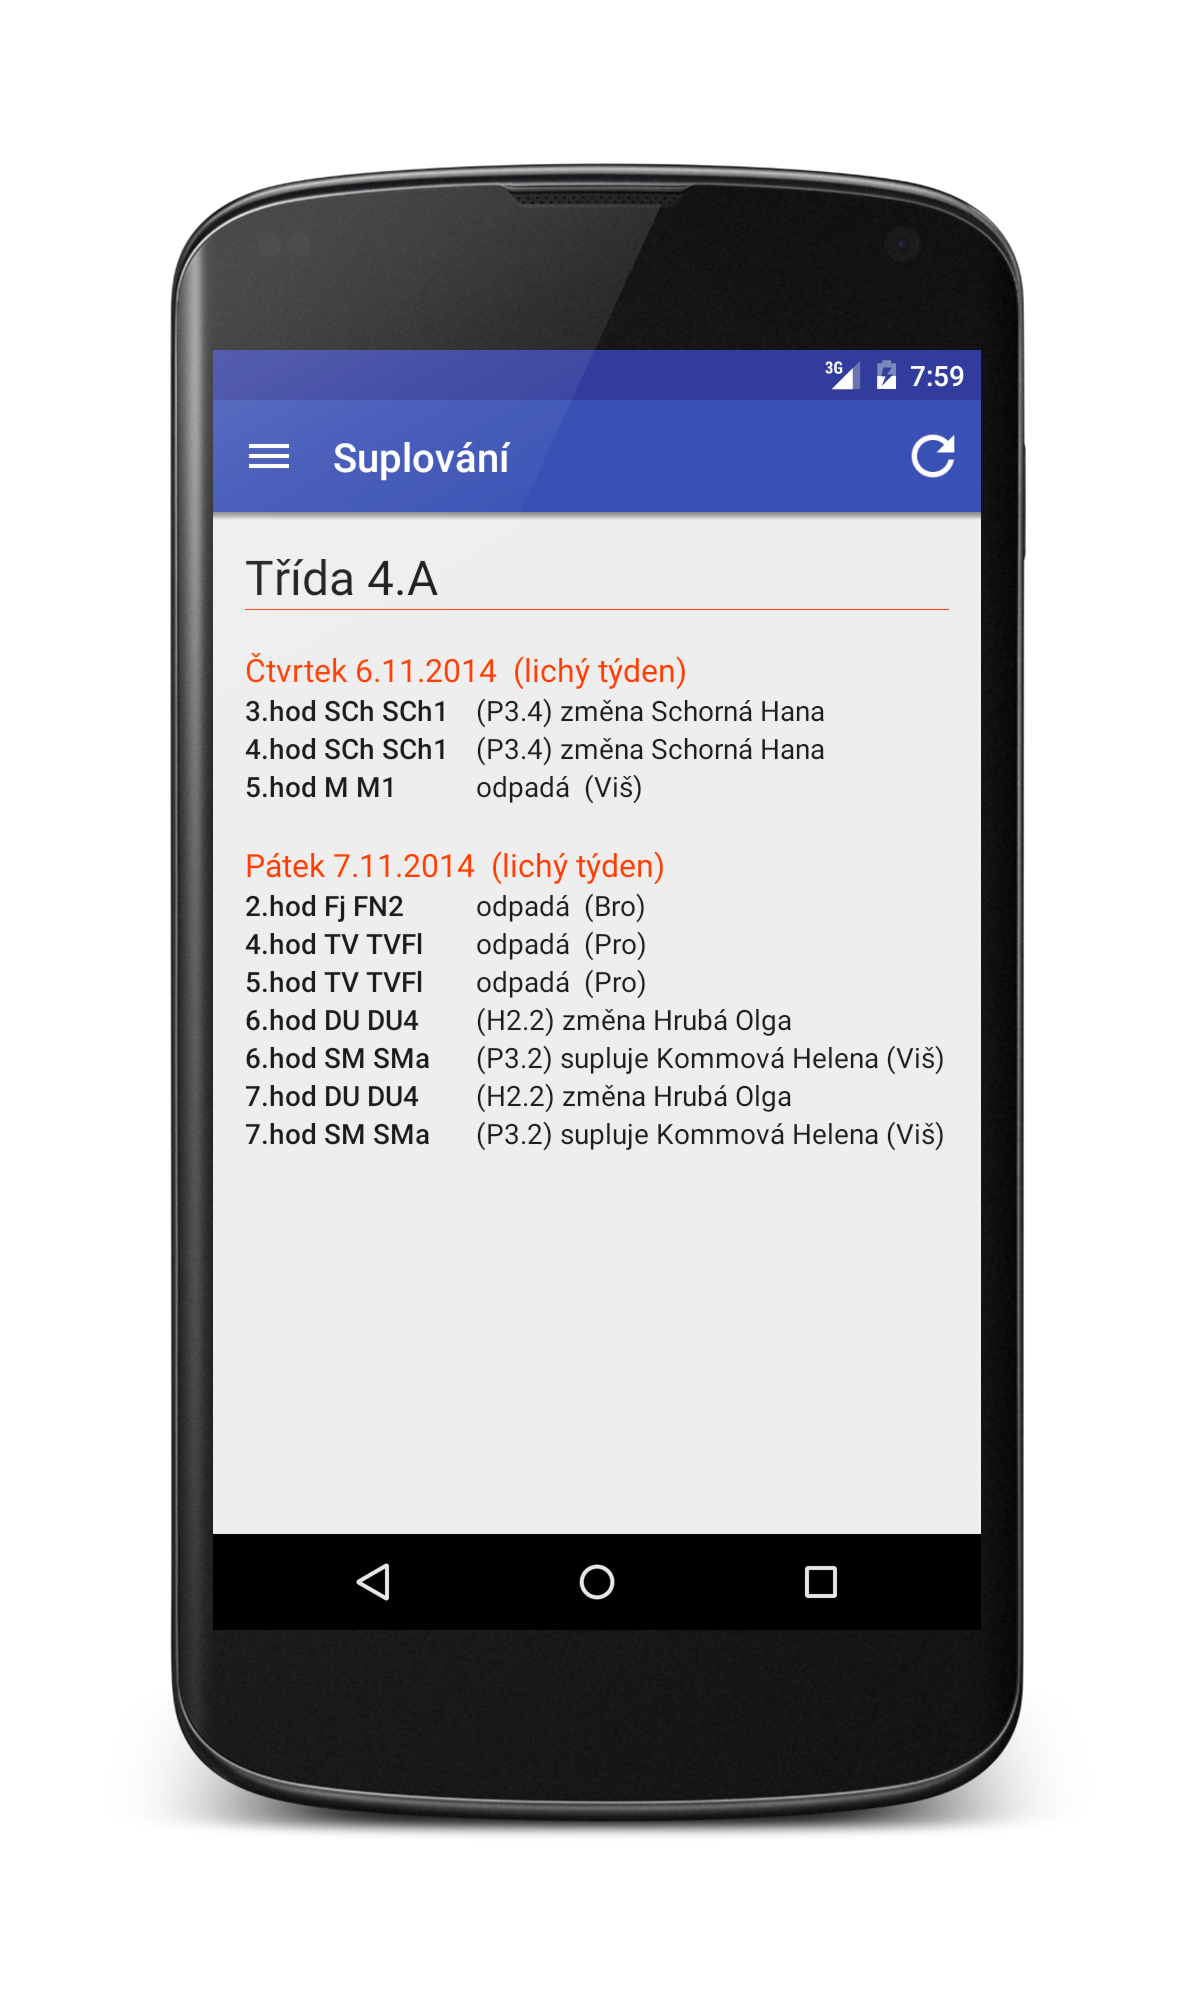 3G 7:59
Suplování
Třída 4.A
Čtvrtek 6.11.2014 (lichý týden)
3.hod SCh SCh1 (P3.4) změna Schorná Hana
4.hod SCh SCh1 (P3.4) změna Schorná Hana
5.hod M M1 odpadá (Viš)
Pátek 7.11.2014 (lichý týden)
2.hod Fj FN2 odpadá (Bro)
4.hod TV TVFl odpadá (Pro)
5.hod TV TVFl odpadá (Pro)
6.hod DU DU4 (H2.2) změna Hrubá Olga
6.hod SM SMa (P3.2) supluje Kommová Helena (Viš)
7.hod DU DU4 (H2.2) změna Hrubá Olga
7.hod SM SMa (P3.2) supluje Kommová Helena (Viš)